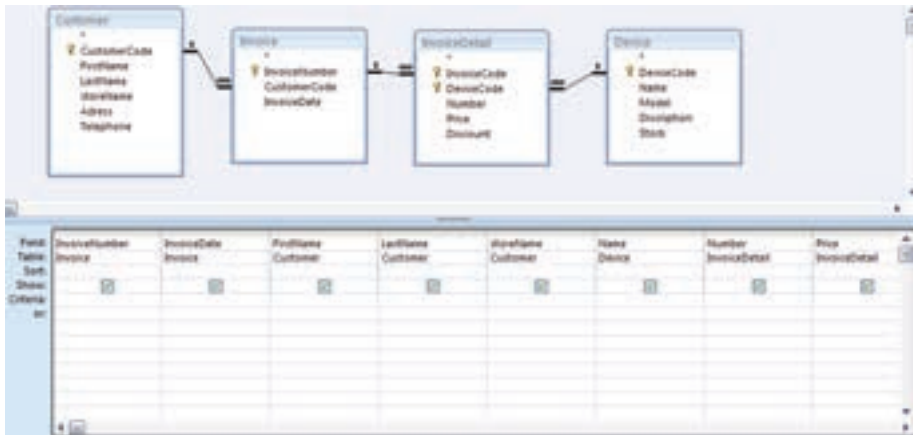 Customer
*
CustomerCode
FirstName
LastName
storeName
Adress
Telephone
Invoice
*
InvoiceNumber
CustomerCode
InvoiceDate
InvoiceDetail
*
InvoiceCode
DeviceCode
Number
Price
Discount
Device
*
DeviceCode
Name
Model
Stock
Field: InvoiceNumber InvoiceDate FirstName LastName storeName Name Number Price
Table: Invoice Invoice Customer Customer Customer Device InvoiceDetail InvoiceDetail
Sort:
Show:
Criteria:
or: